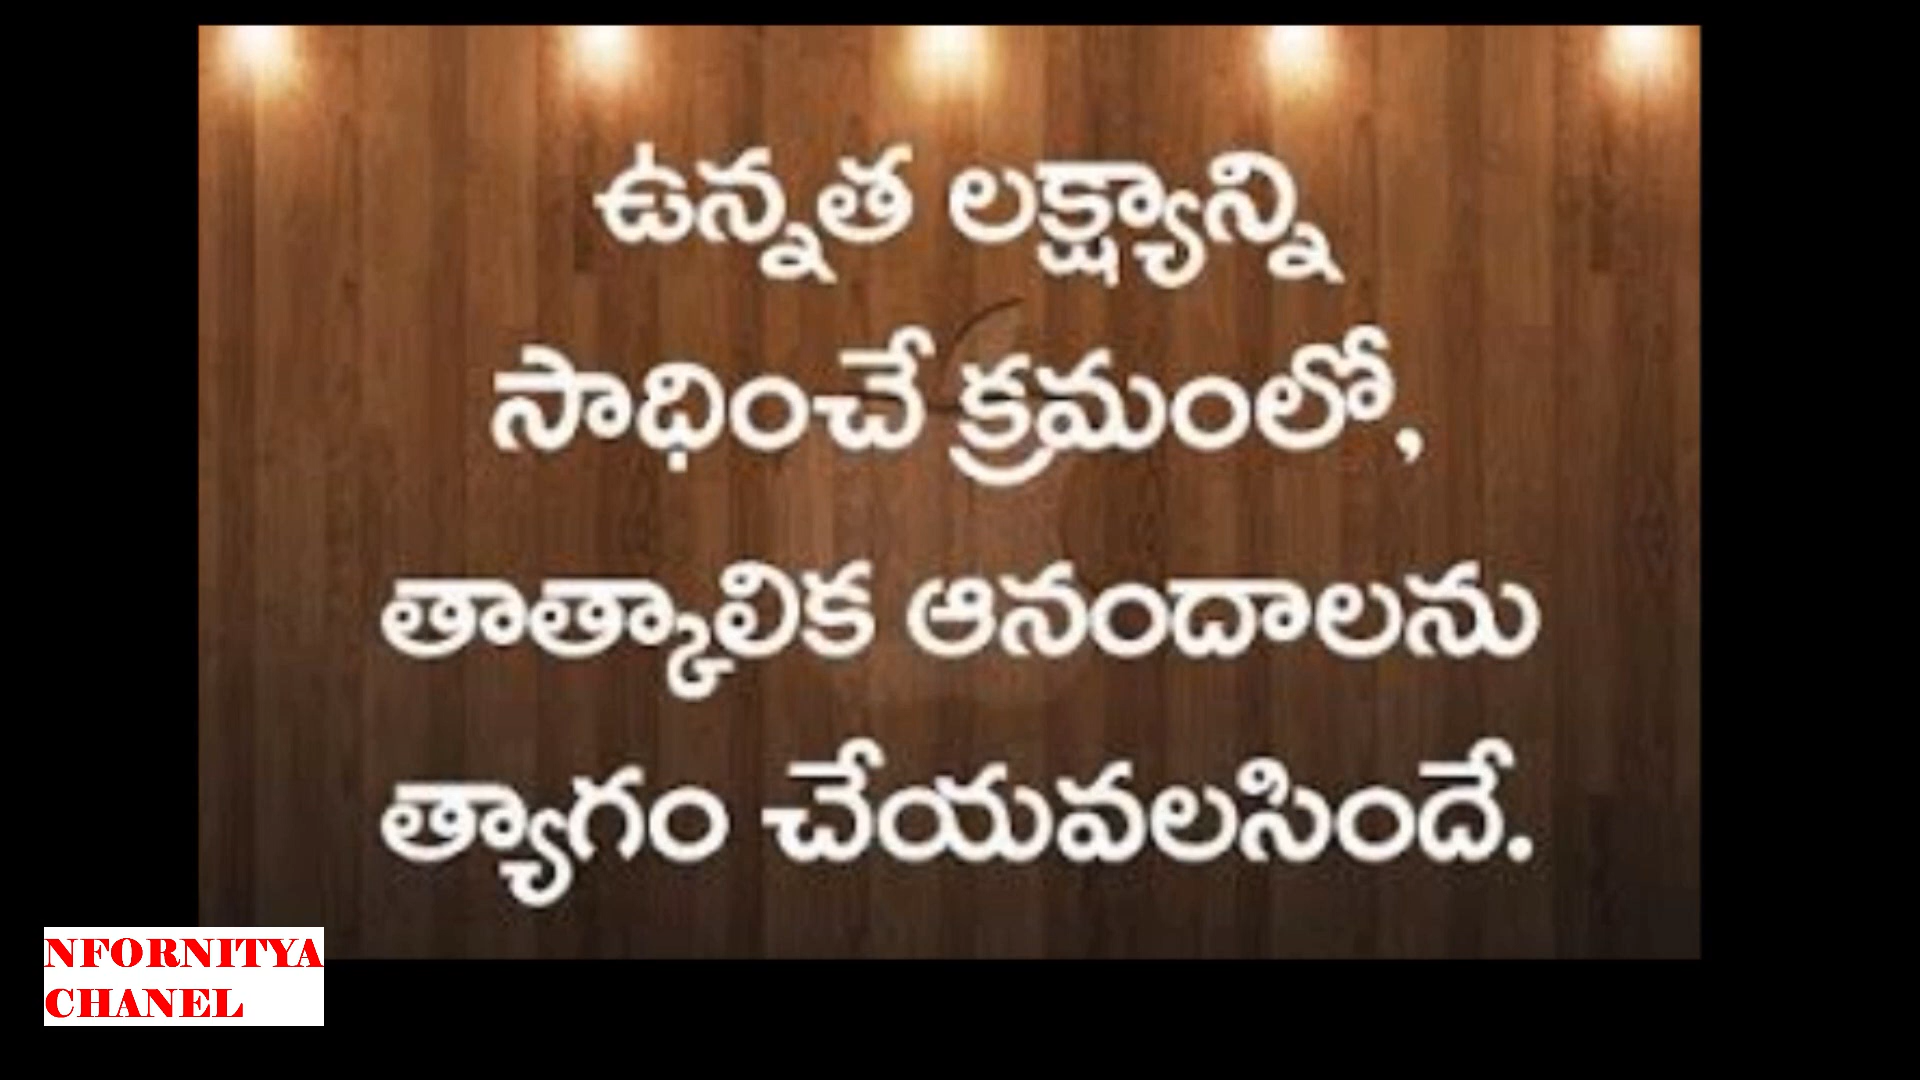 ఉన్నత లక్ష్యాన్ని
సాధించే క్రమంలో,
తాత్కాలిక ఆనందాలను
త్యాగం చేయవలసిందే.
NFORNITYA
CHANEL